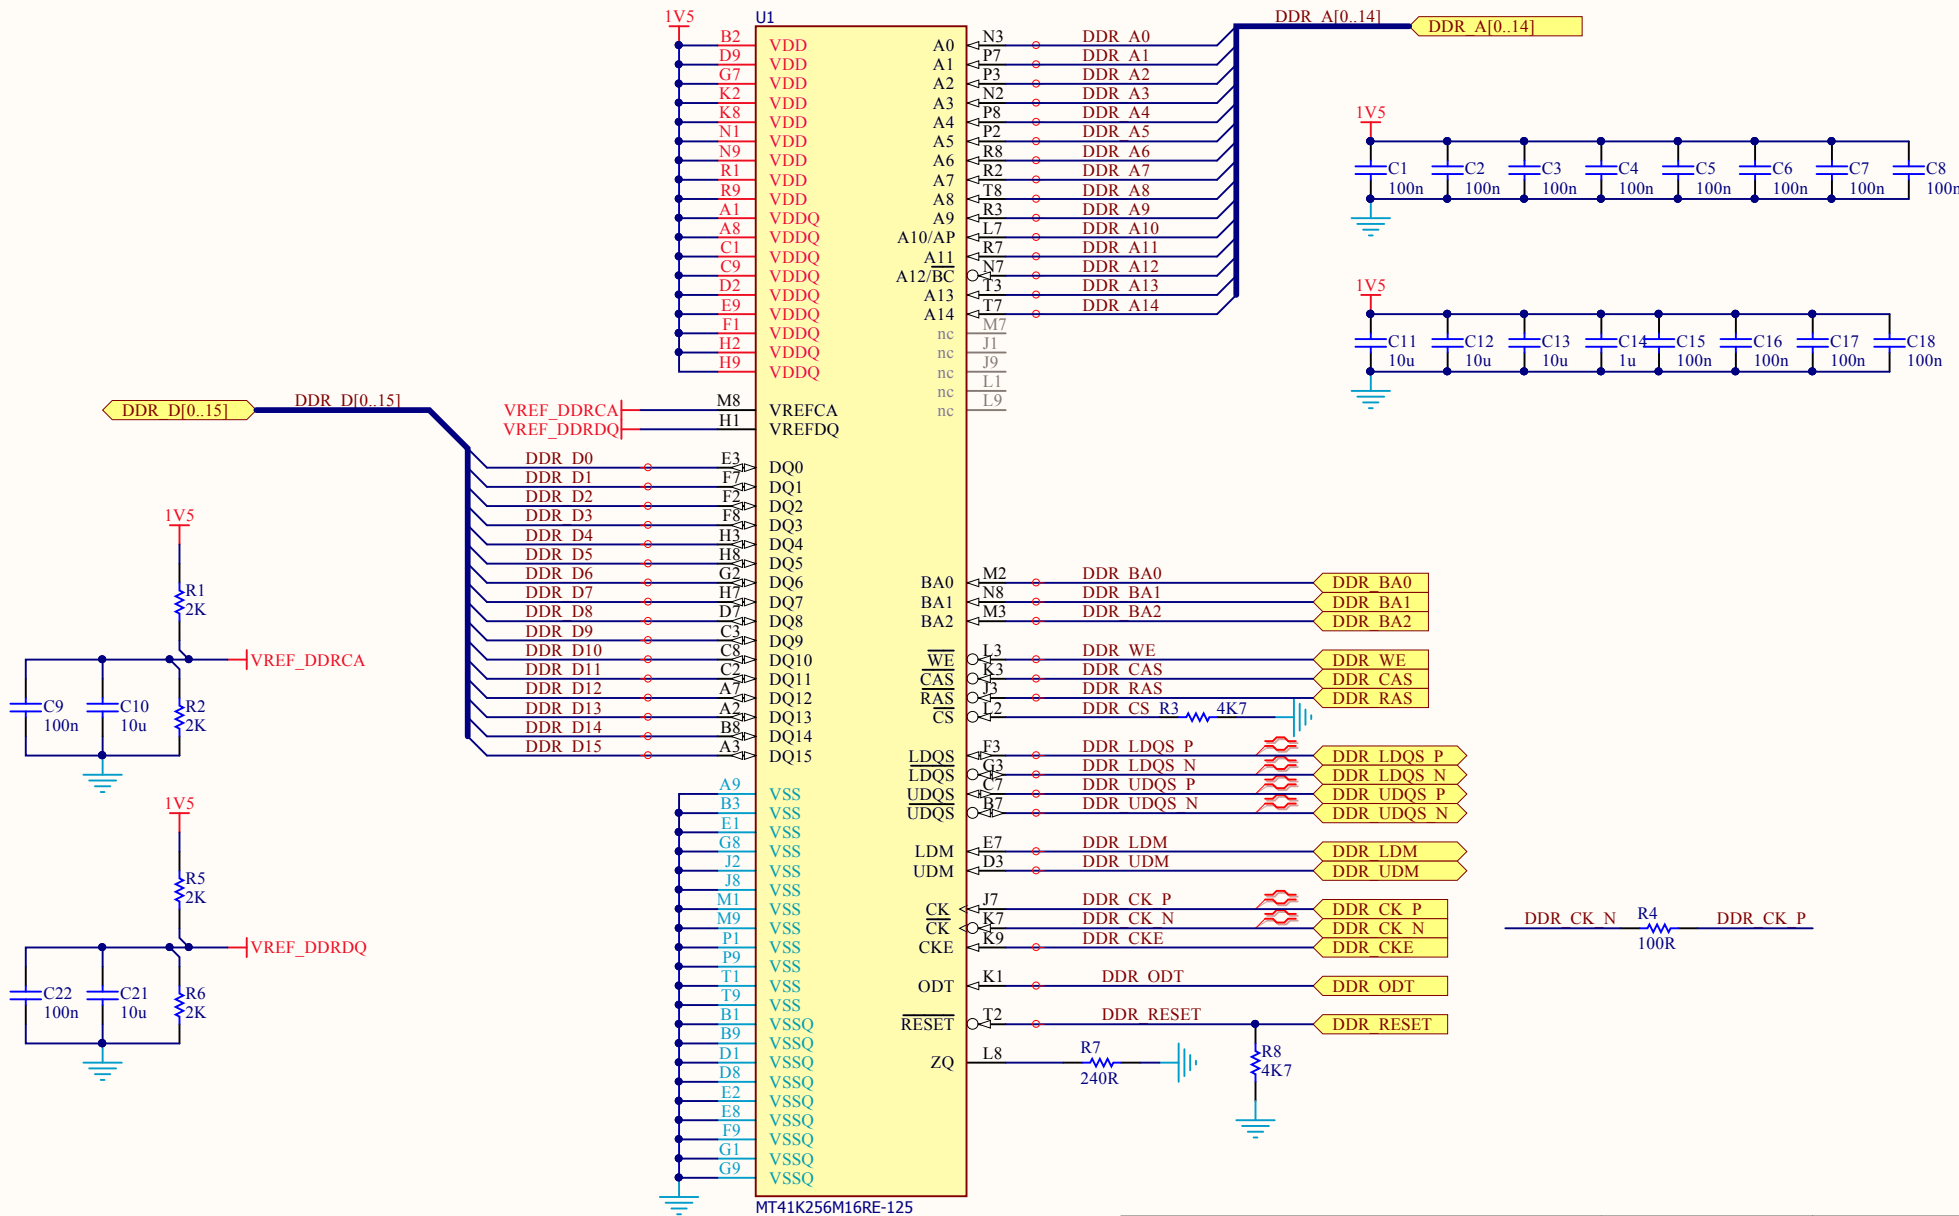 U1
1V5
B2 VDD
D9 VDD
G7 VDD
K2 VDD
K8 VDD
N1 VDD
N9 VDD
R1 VDD
R9 VDD
A1 VDDQ
A8 VDDQ
C1 VDDQ
C9 VDDQ
D2 VDDQ
E9 VDDQ
F1 VDDQ
H2 VDDQ
H9 VDDQ
VREF_DDRCA M8 VREFCA
VREF_DDRDQ H1 VREFDQ
DDR_D[0..15] DDR_D[0..15]
DDR_D0 E3 DQ0
DDR_D1 F7 DQ1
DDR_D2 F2 DQ2
DDR_D3 F8 DQ3
DDR_D4 H3 DQ4
DDR_D5 H8 DQ5
DDR_D6 G2 DQ6
DDR_D7 H7 DQ7
DDR_D8 D7 DQ8
DDR_D9 C3 DQ9
DDR_D10 C8 DQ10
DDR_D11 C2 DQ11
DDR_D12 A7 DQ12
DDR_D13 A2 DQ13
DDR_D14 B8 DQ14
DDR_D15 A3 DQ15
A9 VSS
B3 VSS
E1 VSS
G8 VSS
J2 VSS
J8 VSS
M1 VSS
M9 VSS
P1 VSS
P9 VSS
T1 VSS
T9 VSS
B1 VSSQ
B9 VSSQ
D1 VSSQ
D8 VSSQ
E2 VSSQ
E8 VSSQ
F9 VSSQ
G1 VSSQ
G9 VSSQ
MT41K256M16RE-125
DDR_A[0..14] DDR_A[0..14]
A0 N3 DDR_A0
A1 P7 DDR_A1
A2 P3 DDR_A2
A3 N2 DDR_A3
A4 P8 DDR_A4
A5 P2 DDR_A5
A6 R8 DDR_A6
A7 R2 DDR_A7
A8 T8 DDR_A8
A9 R3 DDR_A9
A10/AP L7 DDR_A10
A11 R7 DDR_A11
A12/BC N7 DDR_A12
A13 T3 DDR_A13
A14 T7 DDR_A14
nc M7
nc J1
nc J9
nc L1
nc L9
BA0 M2 DDR_BA0 DDR_BA0
BA1 N8 DDR_BA1 DDR_BA1
BA2 M3 DDR_BA2 DDR_BA2
WE L3 DDR_WE DDR_WE
CAS K3 DDR_CAS DDR_CAS
RAS J3 DDR_RAS DDR_RAS
CS L2 DDR_CS R3 4K7
LDQS F3 DDR_LDQS_P DDR_LDQS_P
LDQS G3 DDR_LDQS_N DDR_LDQS_N
UDQS C7 DDR_UDQS_P DDR_UDQS_P
UDQS B7 DDR_UDQS_N DDR_UDQS_N
LDM E7 DDR_LDM DDR_LDM
UDM D3 DDR_UDM DDR_UDM
CK J7 DDR_CK_P DDR_CK_P
CK K7 DDR_CK_N DDR_CK_N
CKE K9 DDR_CKE DDR_CKE
ODT K1 DDR_ODT DDR_ODT
RESET T2 DDR_RESET DDR_RESET
ZQ L8 R7
240R
R8
4K7
1V5
C1 C2 C3 C4 C5 C6 C7 C8
100n 100n 100n 100n 100n 100n 100n 100n
1V5
C11 C12 C13 C14 C15 C16 C17 C18
10u 10u 10u 1u 100n 100n 100n 100n
DDR_CK_N R4 DDR_CK_P
100R
1V5
R1
2K
VREF_DDRCA
C9 C10 R2
100n 10u 2K
1V5
R5
2K
VREF_DDRDQ
C22 C21 R6
100n 10u 2K